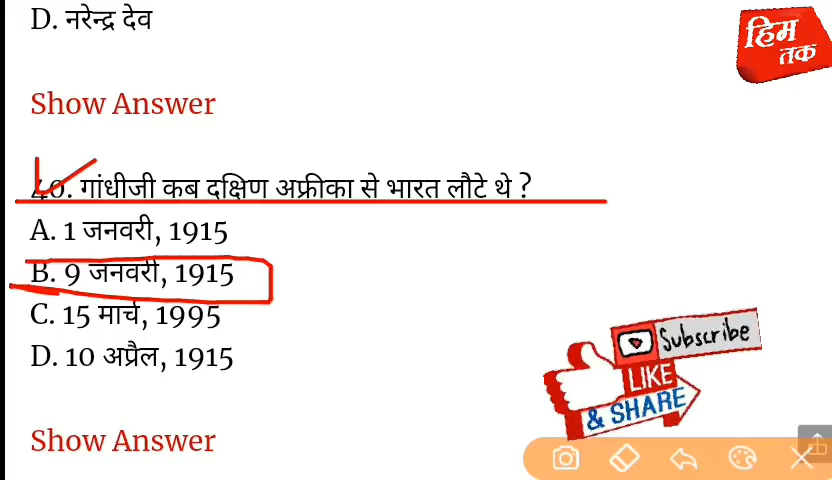 D. नरेन्द्र देव
हिम
तक
Show Answer
40. गांधीजी कब दक्षिण अफ्रीका से भारत लौटे थे ?
A. 1 जनवरी, 1915
B. 9 जनवरी, 1915
C. 15 मार्च, 1995
D. 10 अप्रैल, 1915
Subscribe
LIKE
& SHARE
Show Answer